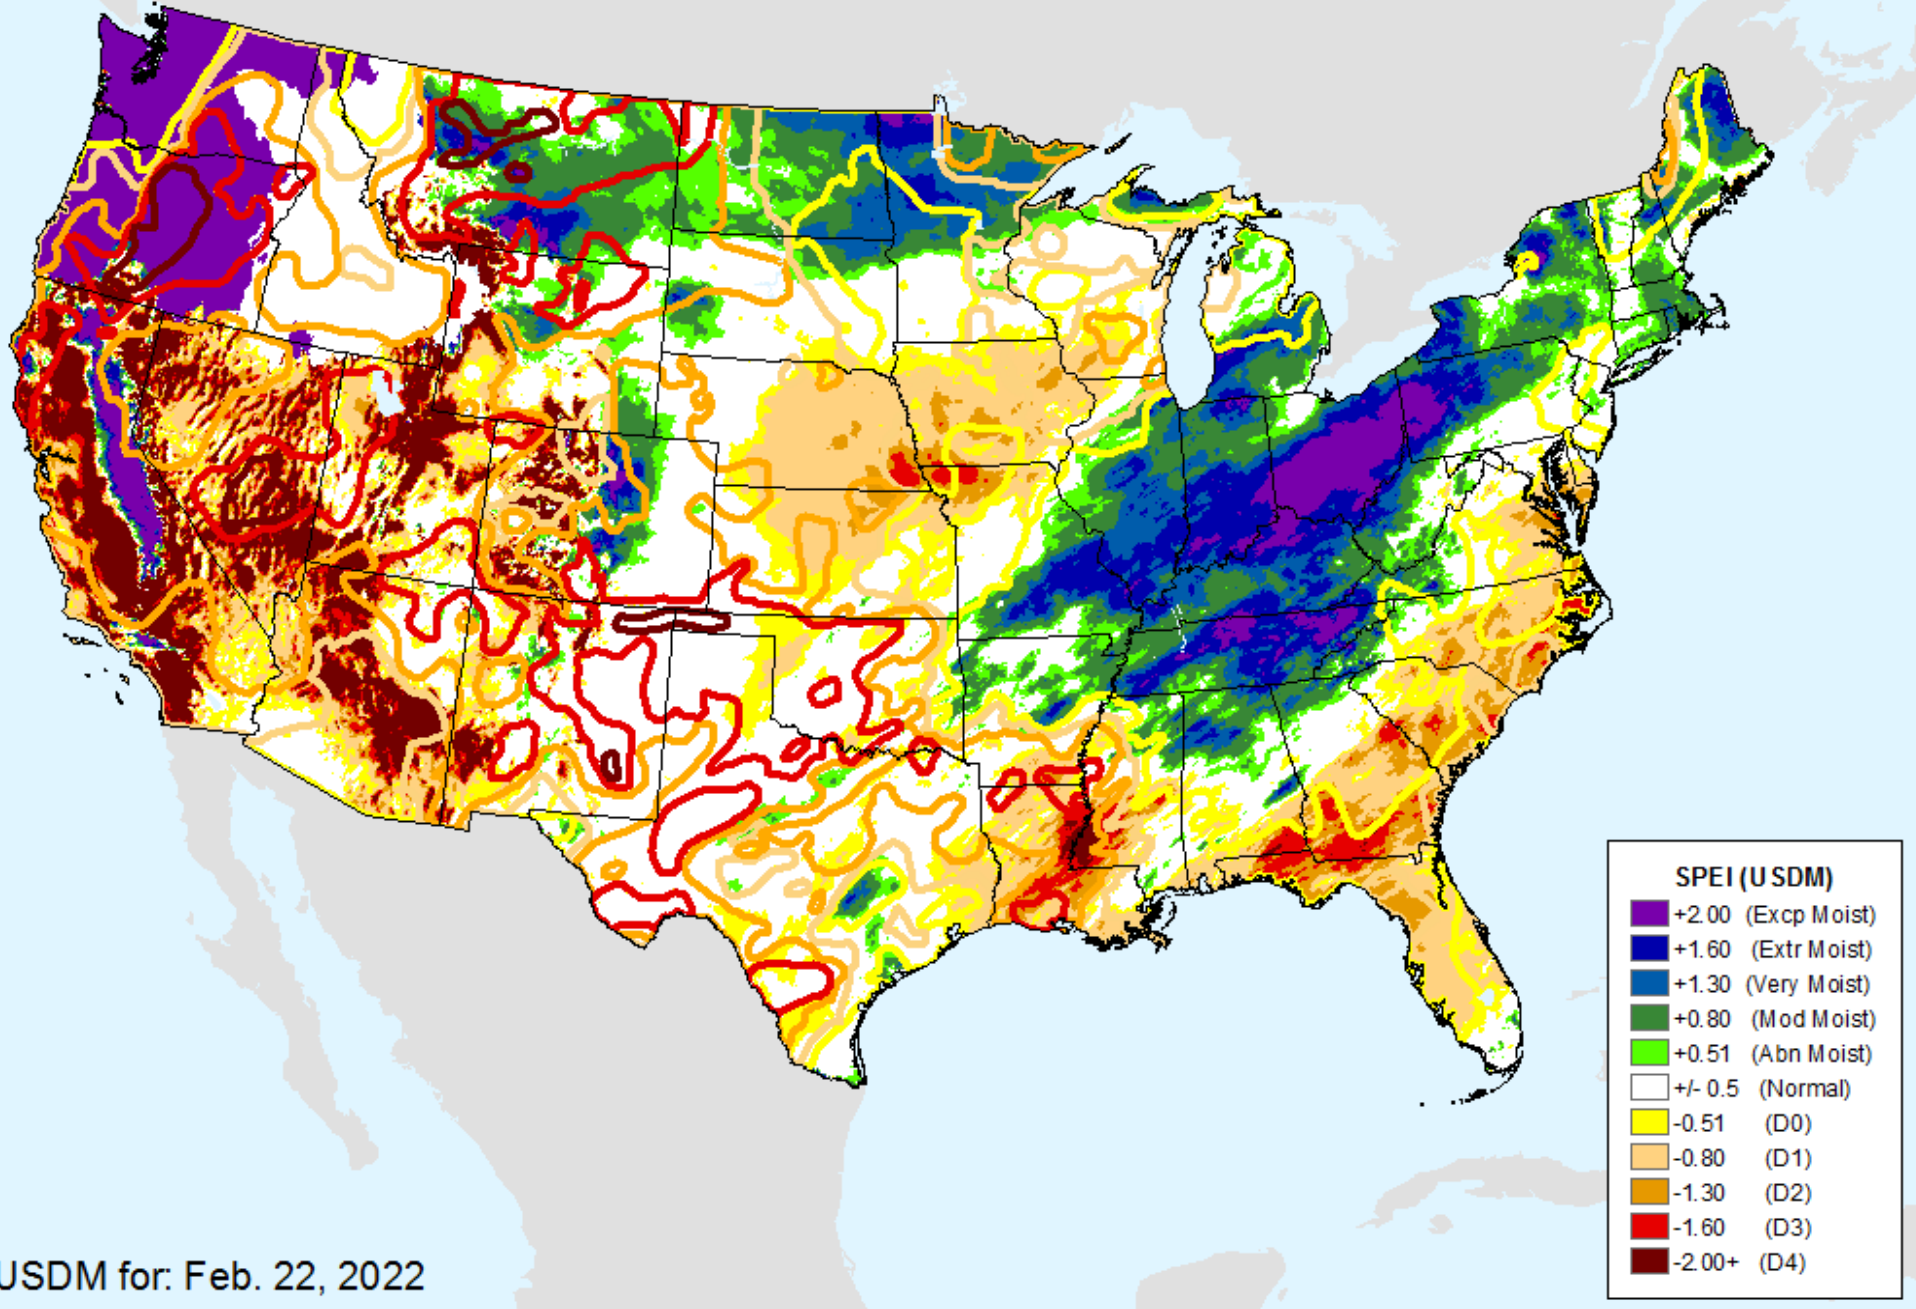 SPEI (USDM)
+2.00 (Excp Moist)
+1.60 (Extr Moist)
+1.30 (Very Moist)
+0.80 (Mod Moist)
+0.51 (Abn Moist)
+/- 0.5 (Normal)
-0.51 (D0)
-0.80 (D1)
-1.30 (D2)
-1.60 (D3)
-2.00+ (D4)
USDM for: Feb. 22, 2022